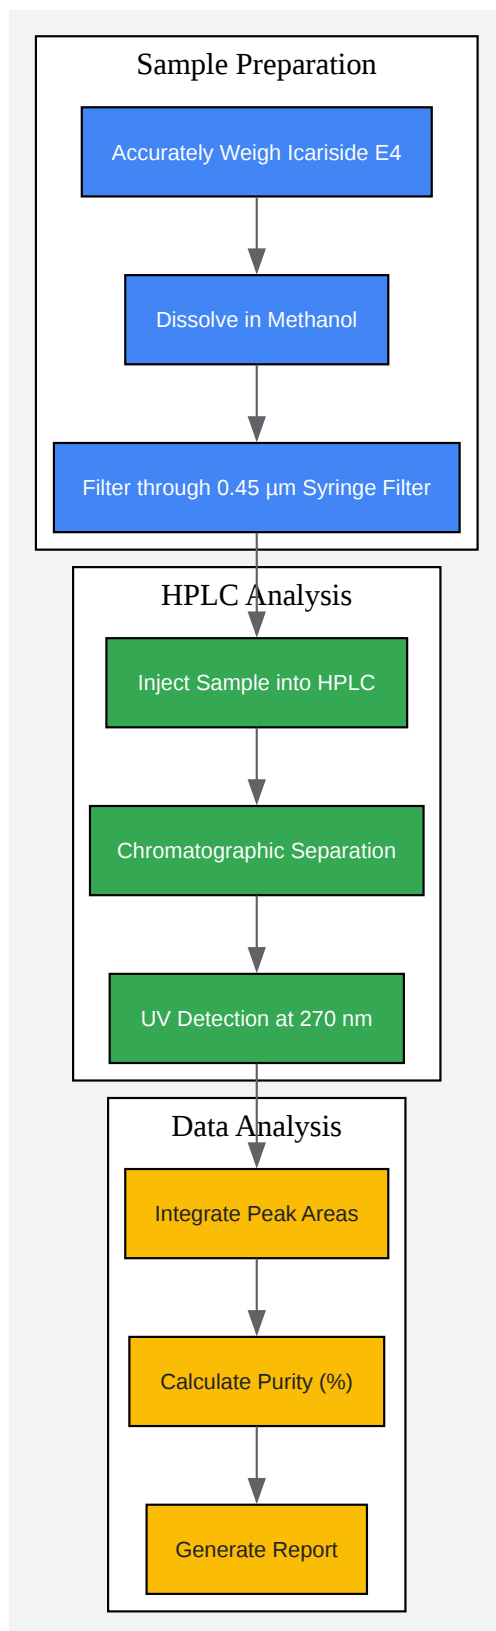 Sample Preparation
Accurately Weigh Icariside E4
Dissolve in Methanol
Filter through 0.45 µm Syringe Filter
HPLC Analysis
Inject Sample into HPLC
Chromatographic Separation
UV Detection at 270 nm
Data Analysis
Integrate Peak Areas
Calculate Purity (%)
Generate Report